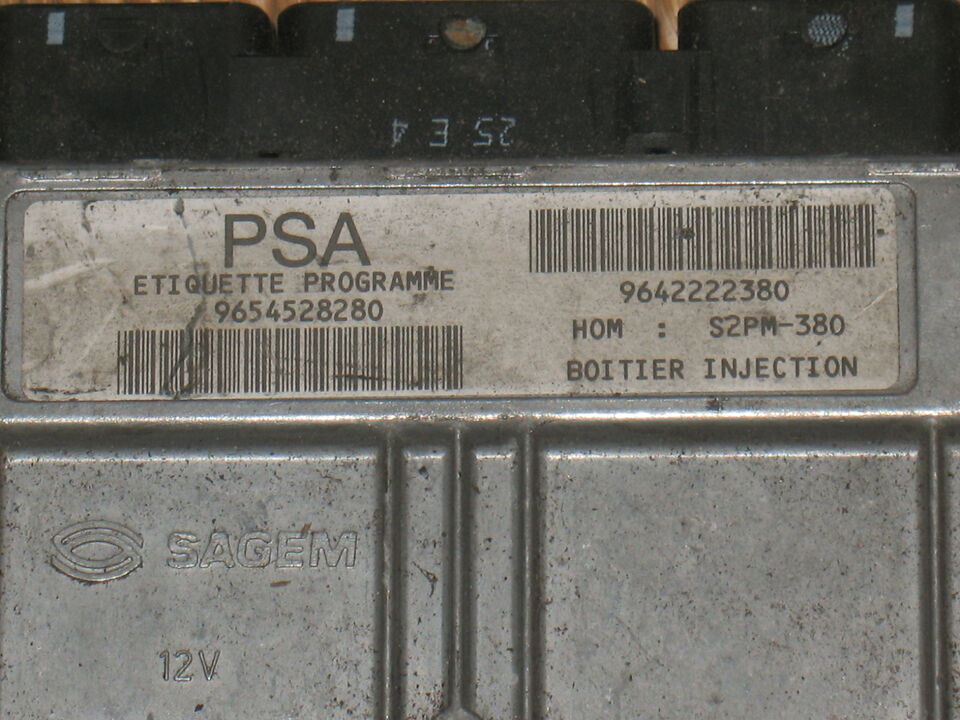 25 E 4
PSA
ETIQUETTE PROGRAMME
9654528280
9642222380
HOM : S2PM-380
BOITIER INJECTION
SAGEM
12V